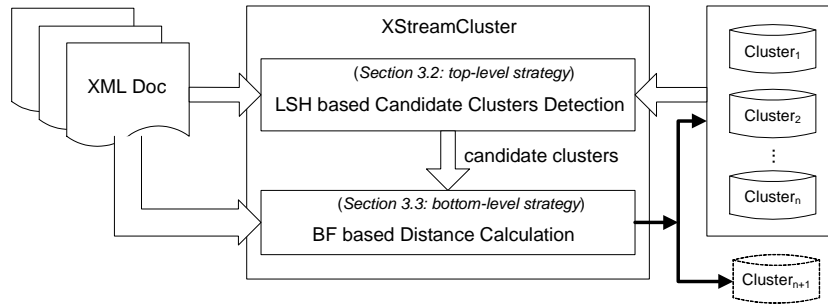 XStreamCluster
XML Doc
(Section 3.2: top-level strategy)
LSH based Candidate Clusters Detection
candidate clusters
(Section 3.3: bottom-level strategy)
BF based Distance Calculation
Cluster1
Cluster2
⋮
Clustern
Clustern+1